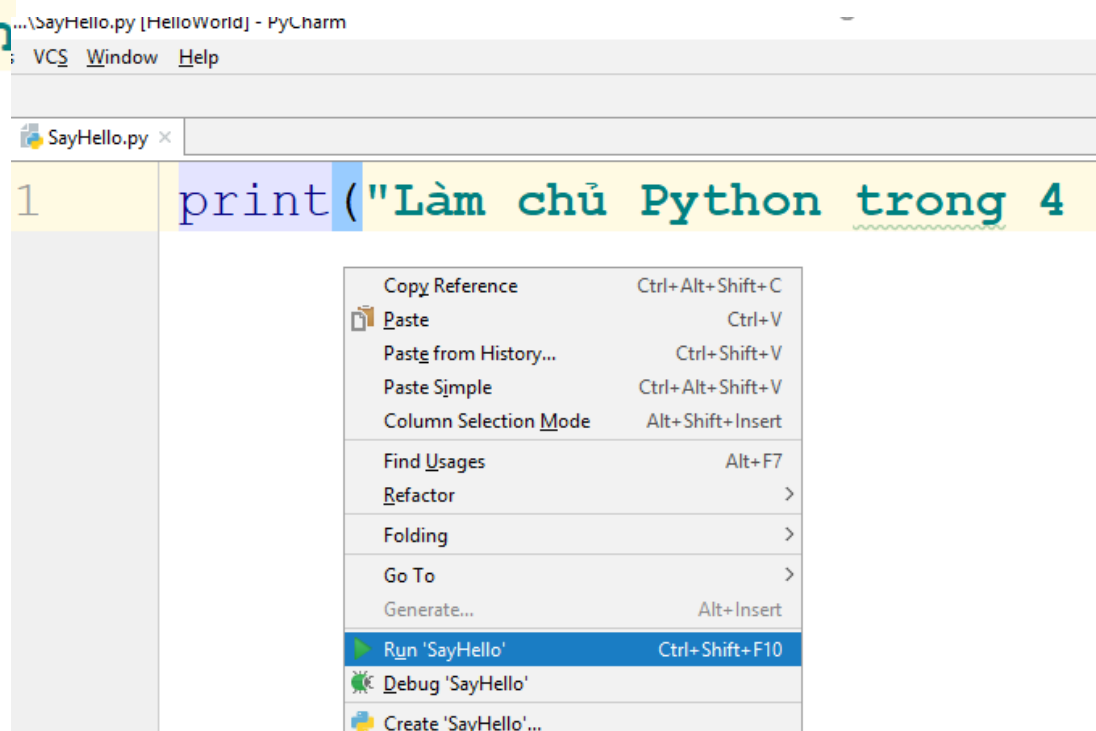 ...\SayHello.py [HelloWorld] - PyCharm
VCS Window Help
SayHello.py ×
1 print("Làm chủ Python trong 4
Copy Reference Ctrl+Alt+Shift+C
Paste Ctrl+V
Paste from History... Ctrl+Shift+V
Paste Simple Ctrl+Alt+Shift+V
Column Selection Mode Alt+Shift+Insert
Find Usages Alt+F7
Refactor
Folding
Go To
Generate... Alt+Insert
Run 'SayHello' Ctrl+Shift+F10
Debug 'SayHello'
Create 'SayHello'...